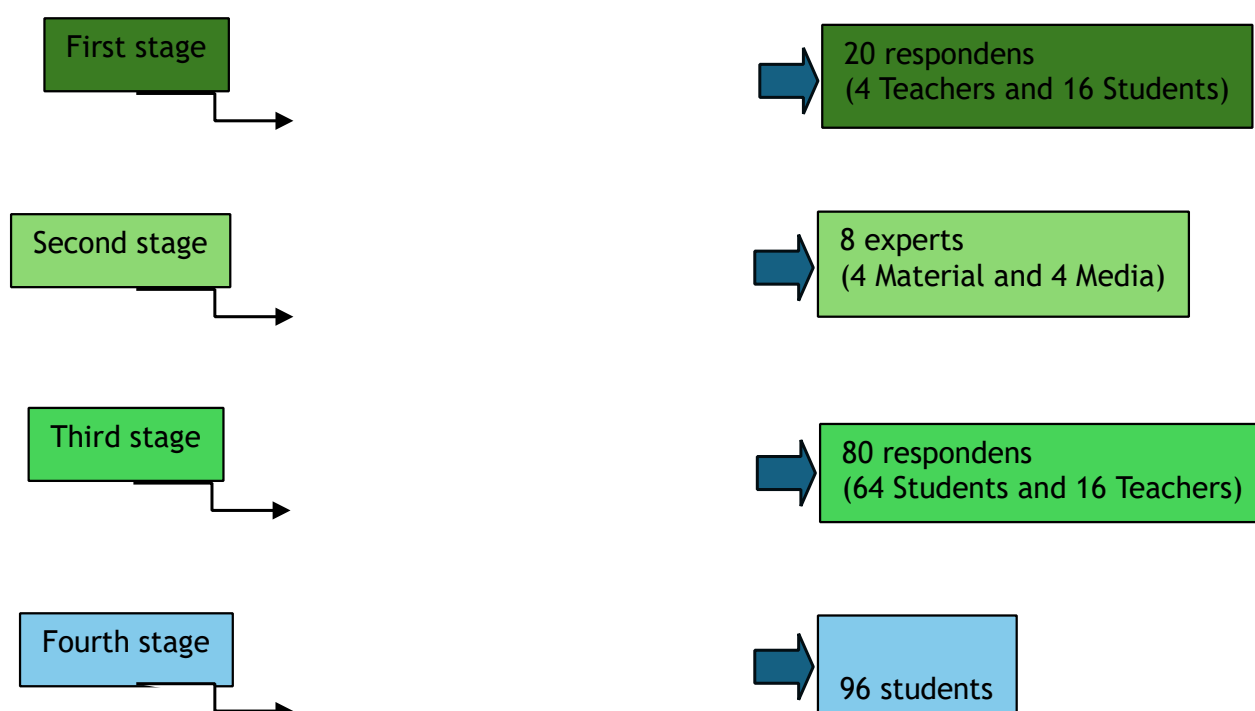 First stage
20 respondens
(4 Teachers and 16 Students)
Second stage
8 experts
(4 Material and 4 Media)
Third stage
80 respondens
(64 Students and 16 Teachers)
Fourth stage
96 students